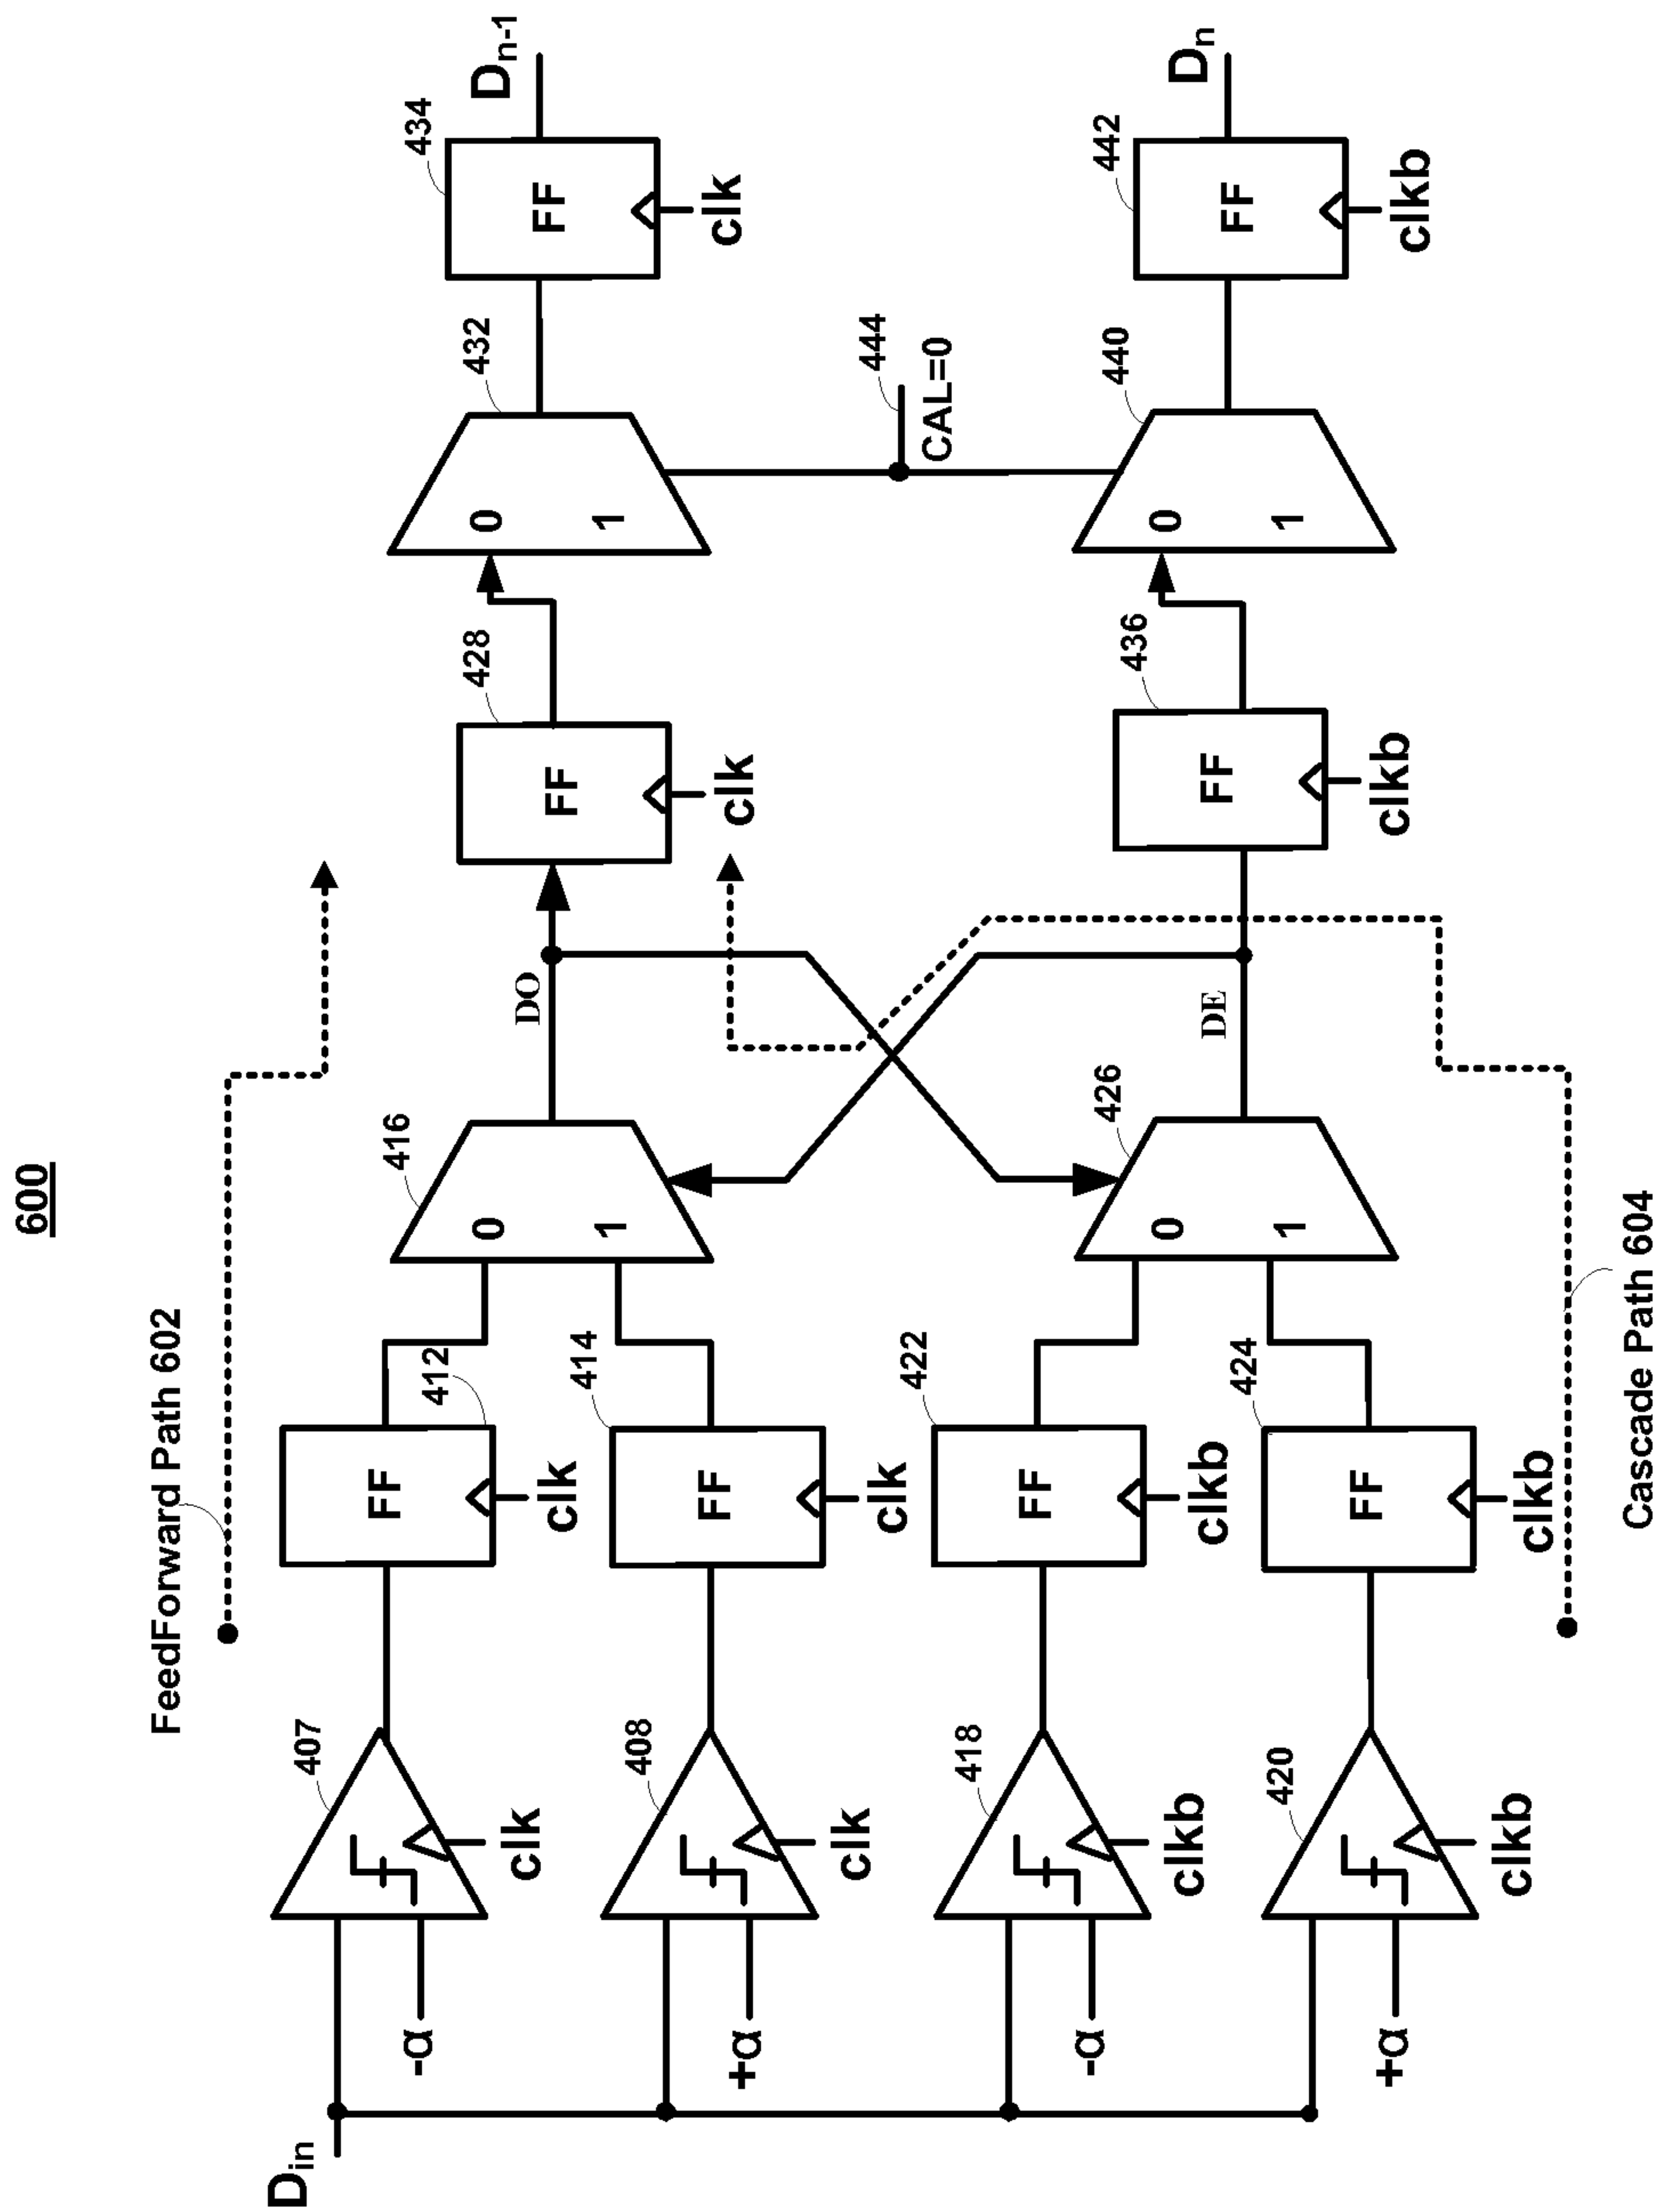 600
FeedForward Path 602
Cascade Path 604
Din
-α
407
clk
FF
412
clk
0
1
416
DO
FF
428
clk
0
1
432
FF
434
clk
Dn-1
+α
408
clk
FF
414
clk
444
CAL=0
-α
418
clkb
FF
422
clkb
0
1
426
DE
FF
436
clkb
0
1
440
FF
442
clkb
Dn
+α
420
clkb
FF
424
clkb